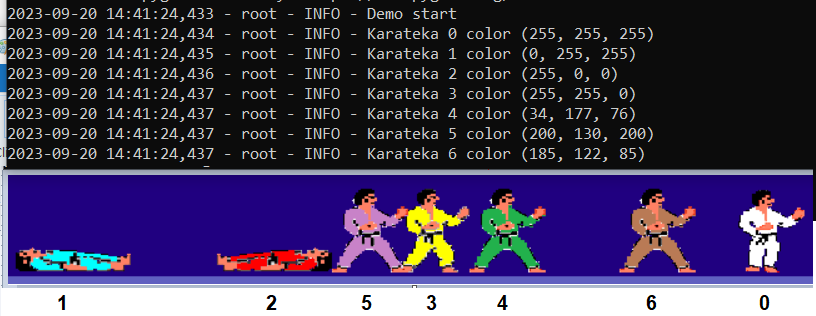 2023-09-20 14:41:24,433 - root - INFO - Demo start
2023-09-20 14:41:24,434 - root - INFO - Karateka 0 color (255, 255, 255)
2023-09-20 14:41:24,435 - root - INFO - Karateka 1 color (0, 255, 255)
2023-09-20 14:41:24,436 - root - INFO - Karateka 2 color (255, 0, 0)
2023-09-20 14:41:24,437 - root - INFO - Karateka 3 color (255, 255, 0)
2023-09-20 14:41:24,437 - root - INFO - Karateka 4 color (34, 177, 76)
2023-09-20 14:41:24,437 - root - INFO - Karateka 5 color (200, 130, 200)
2023-09-20 14:41:24,437 - root - INFO - Karateka 6 color (185, 122, 85)
1 2 5 3 4 6 0